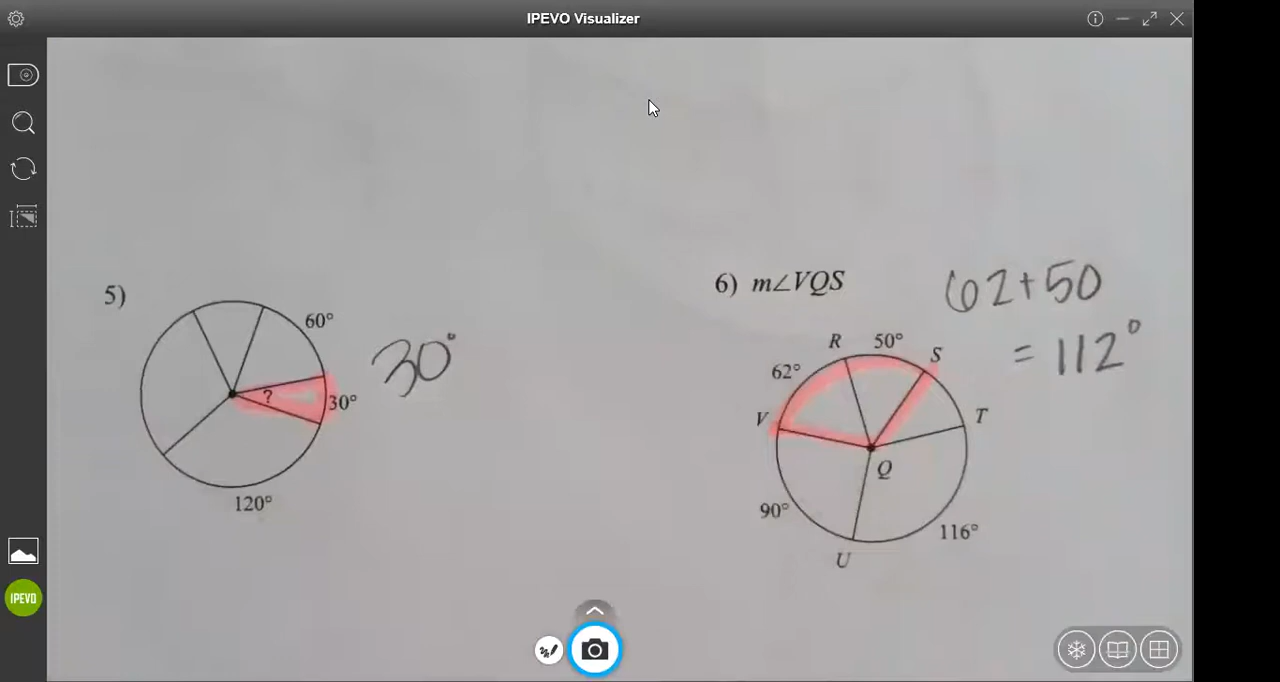 IPEVO Visualizer
5)
60°
?
30°
120°
30°
6) m∠VQS
62+50
= 112°
R
50°
S
62°
V
T
Q
90°
116°
U
IPEVO